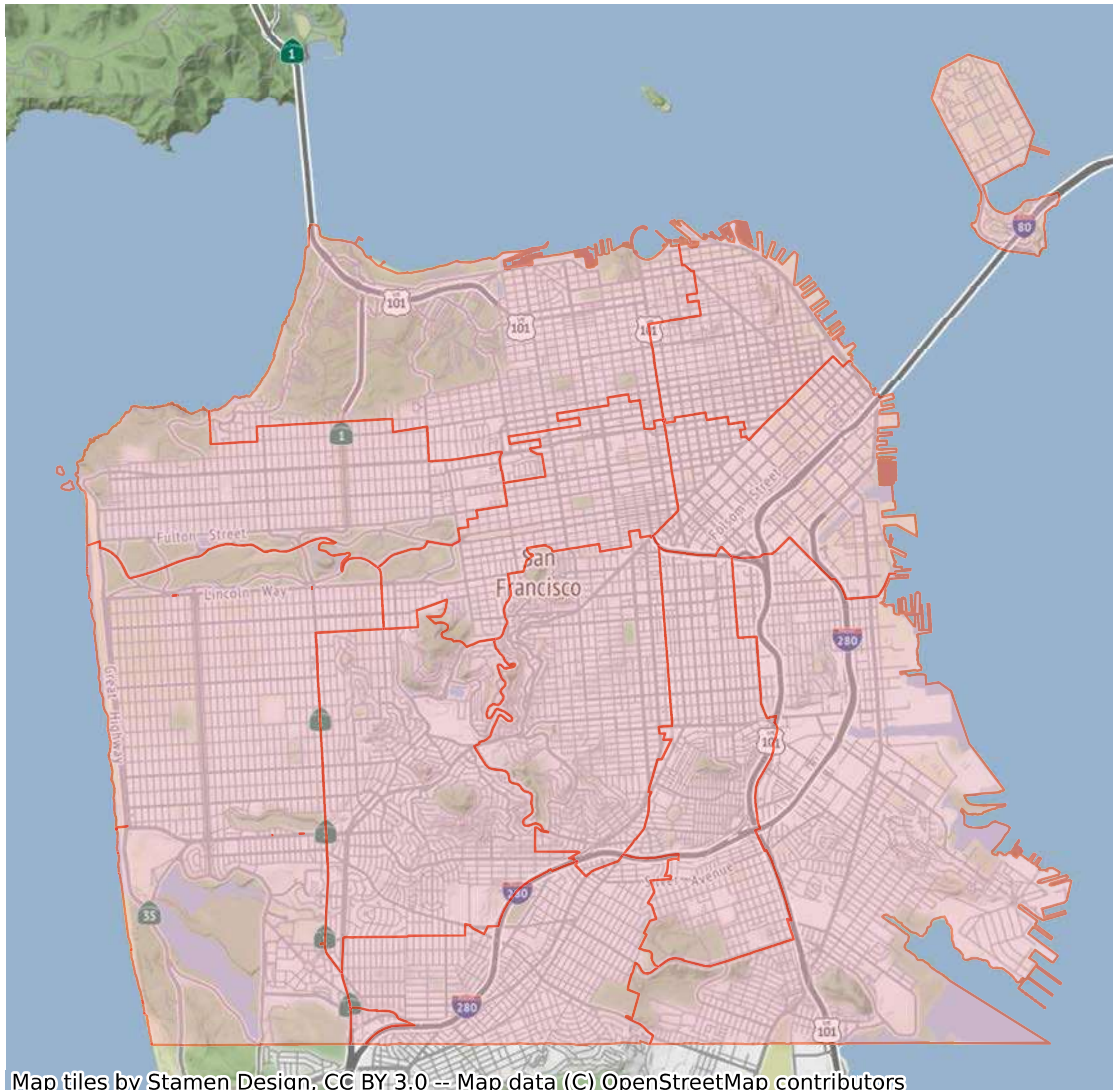 1
80
101
101
101
1
Folsom Street
Fulton Street
San
Francisco
Lincoln Way
280
Great Highway
101
280
Avenue
35
280
101
Map tiles by Stamen Design, CC BY 3.0 -- Map data (C) OpenStreetMap contributors